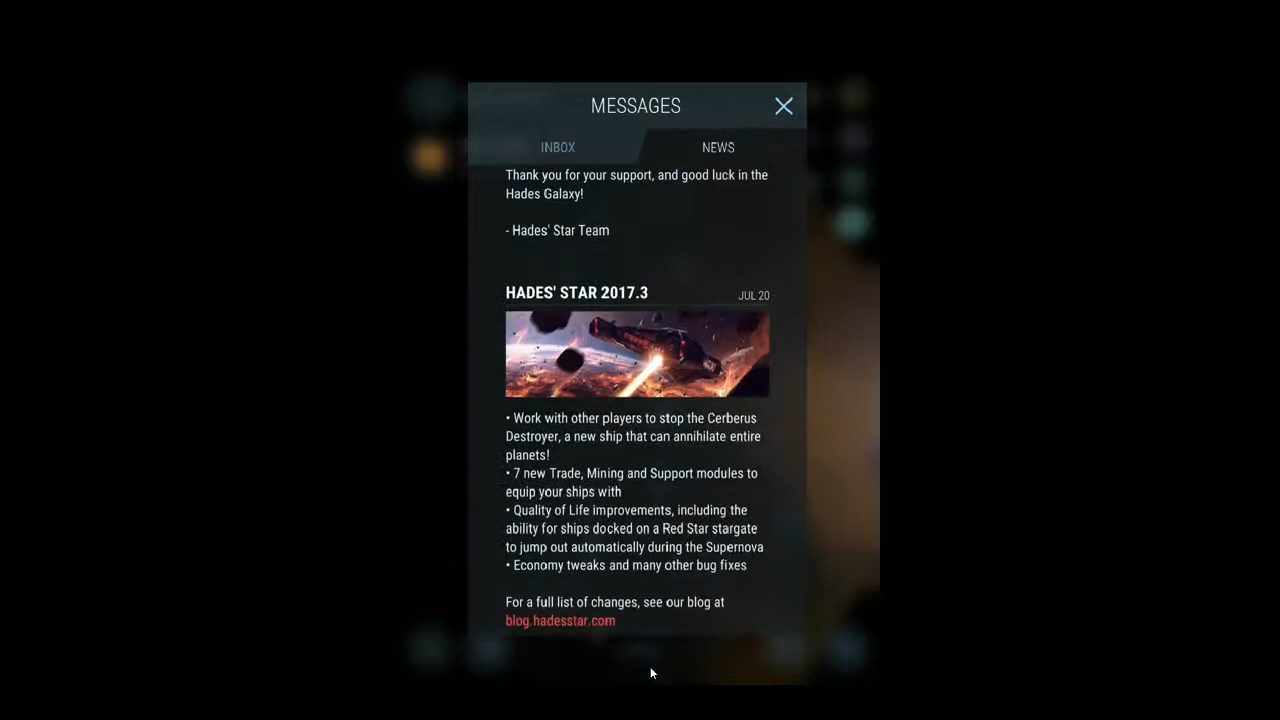 MESSAGES
INBOX
NEWS
Thank you for your support, and good luck in the
Hades Galaxy!
- Hades' Star Team
HADES' STAR 2017.3
JUL 20
• Work with other players to stop the Cerberus
Destroyer, a new ship that can annihilate entire
planets!
• 7 new Trade, Mining and Support modules to
equip your ships with
• Quality of Life improvements, including the
ability for ships docked on a Red Star stargate
to jump out automatically during the Supernova
• Economy tweaks and many other bug fixes
For a full list of changes, see our blog at
blog.hadesstar.com